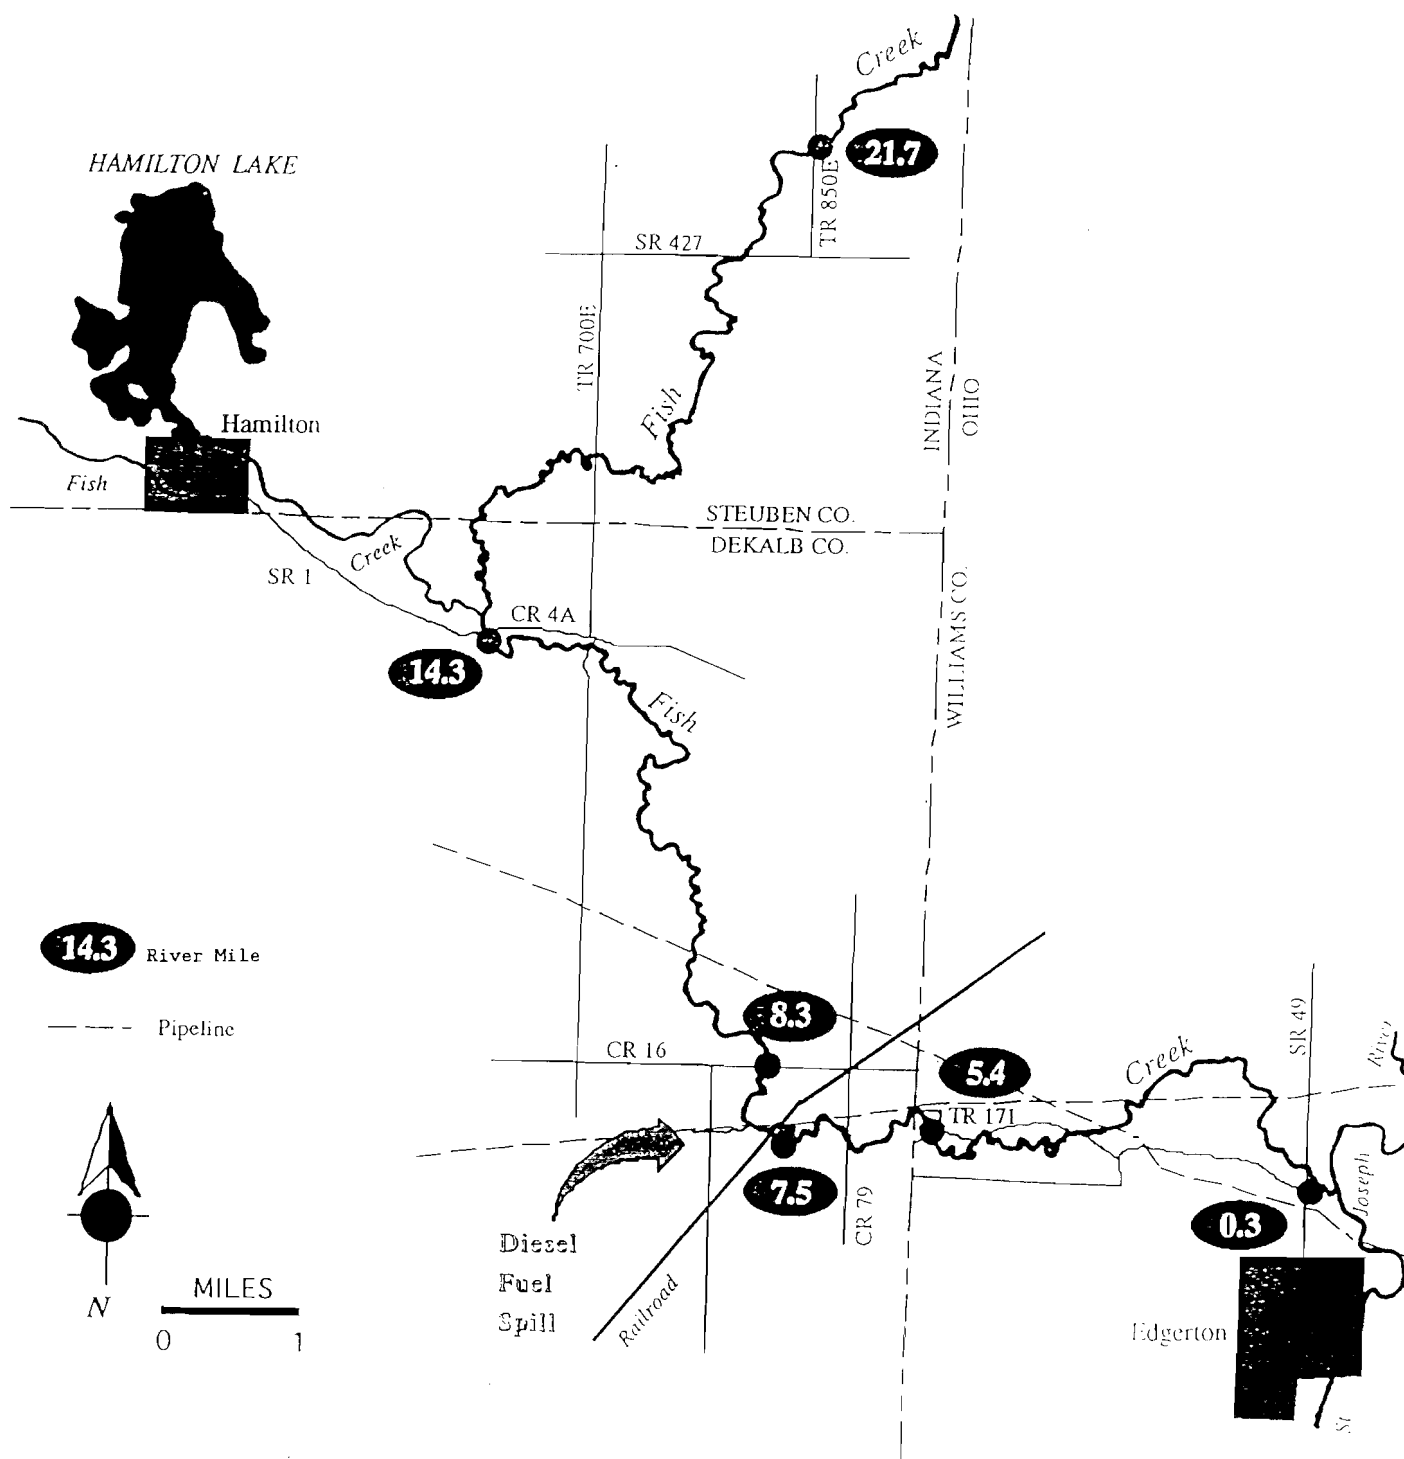 Creek
21.7
HAMILTON LAKE
TR 850E
SR 427
TR 700E
Fish
INDIANA
OHIO
Hamilton
Fish
STEUBEN CO.
DEKALB CO.
Creek
SR 1
CR 4A
WILLIAMS CO.
14.3
Fish
14.3 River Mile
Pipeline
8.3
SR 49
River
CR 16
5.4
Creek
TR 171
Joseph
7.5
CR 79
0.3
Diesel
Fuel
Spill
Railroad
MILES
0 1
N
Edgerton
St